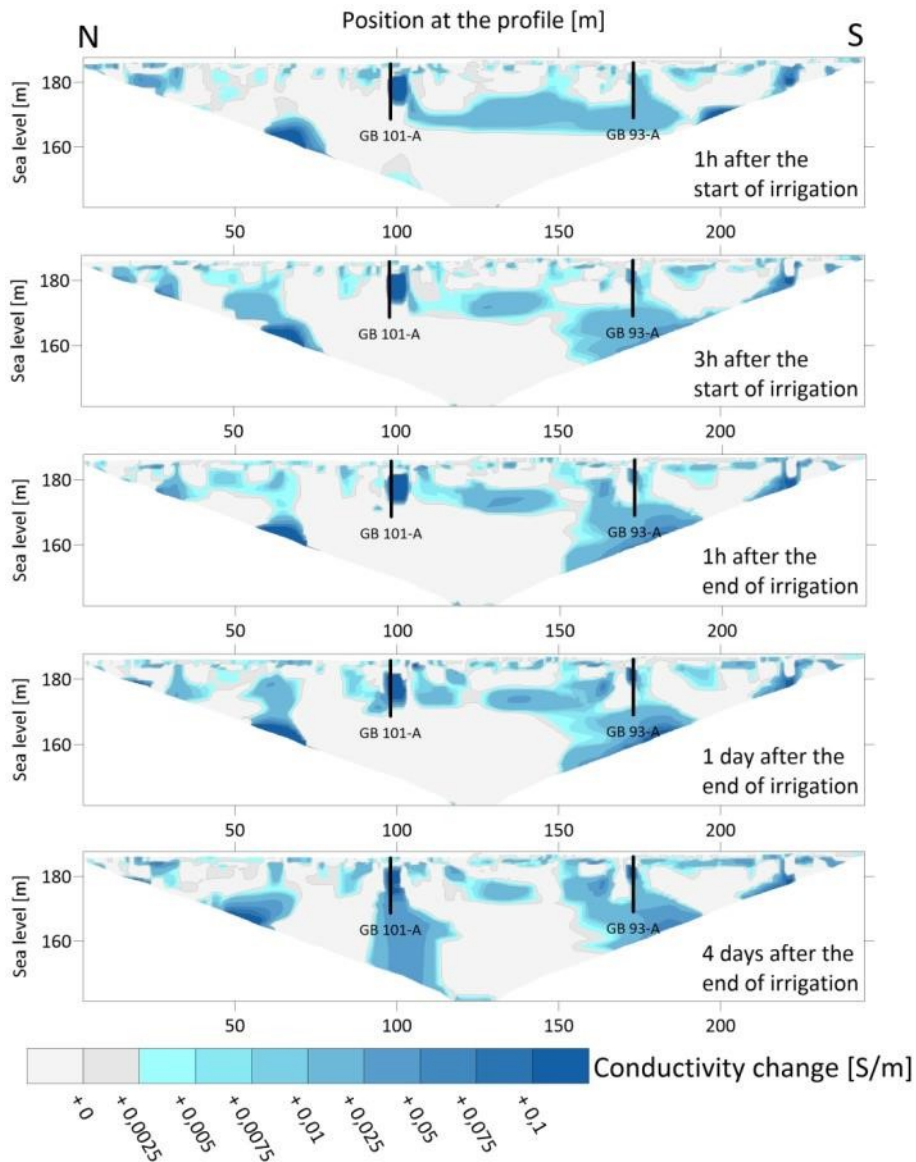 Position at the profile [m]
N
S
Sea level [m]
180
160
GB 101-A
GB 93-A
1h after the
start of irrigation
50
100
150
200
Sea level [m]
180
160
GB 101-A
GB 93-A
3h after the
start of irrigation
50
100
150
200
Sea level [m]
180
160
GB 101-A
GB 93-A
1h after the
end of irrigation
50
100
150
200
Sea level [m]
180
160
GB 101-A
GB 93-A
1 day after the
end of irrigation
50
100
150
200
Sea level [m]
180
160
GB 101-A
GB 93-A
4 days after the
end of irrigation
50
100
150
200
Conductivity change [S/m]
+ 0
+ 0,0025
+ 0,005
+ 0,0075
+ 0,01
+ 0,025
+ 0,05
+ 0,075
+ 0,1